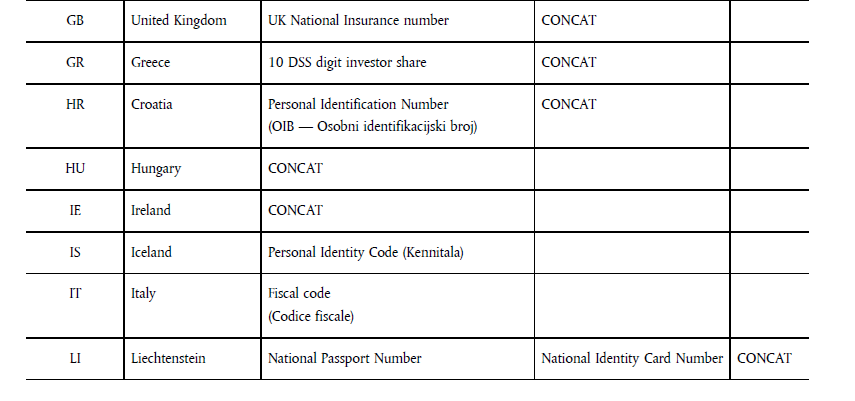 GB United Kingdom UK National Insurance number CONCAT
GR Greece 10 DSS digit investor share CONCAT
HR Croatia Personal Identification Number CONCAT
(OIB — Osobni identifikacijski broj)
HU Hungary CONCAT
IE Ireland CONCAT
IS Iceland Personal Identity Code (Kennitala)
IT Italy Fiscal code
(Codice fiscale)
LI Liechtenstein National Passport Number National Identity Card Number CONCAT